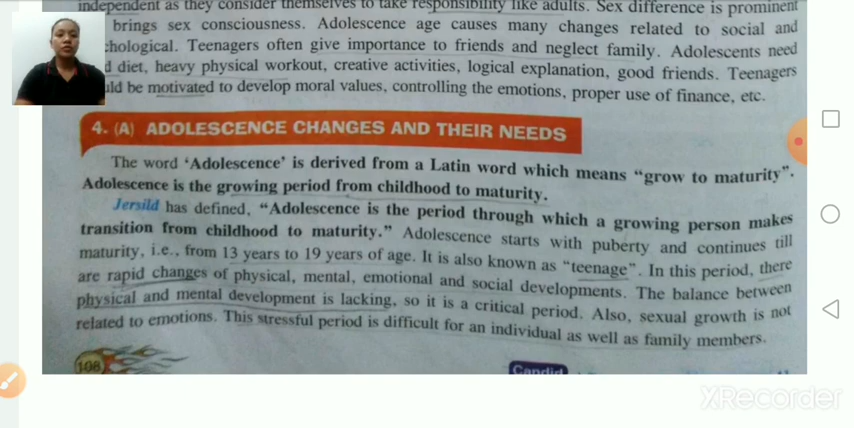 independent as they consider themselves to take responsibility like adults. Sex difference is prominent
brings sex consciousness. Adolescence age causes many changes related to social and
chological. Teenagers often give importance to friends and neglect family. Adolescents need
diet, heavy physical workout, creative activities, logical explanation, good friends. Teenagers
uld be motivated to develop moral values, controlling the emotions, proper use of finance, etc.
4. (A) ADOLESCENCE CHANGES AND THEIR NEEDS
The word ‘Adolescence’ is derived from a Latin word which means “grow to maturity”.
Adolescence is the growing period from childhood to maturity.
Jersild has defined, “Adolescence is the period through which a growing person makes
transition from childhood to maturity.” Adolescence starts with puberty and continues till
maturity, i.e., from 13 years to 19 years of age. It is also known as “teenage”. In this period, there
are rapid changes of physical, mental, emotional and social developments. The balance between
physical and mental development is lacking, so it is a critical period. Also, sexual growth is not
related to emotions. This stressful period is difficult for an individual as well as family members.
108
Candid
XRecorder